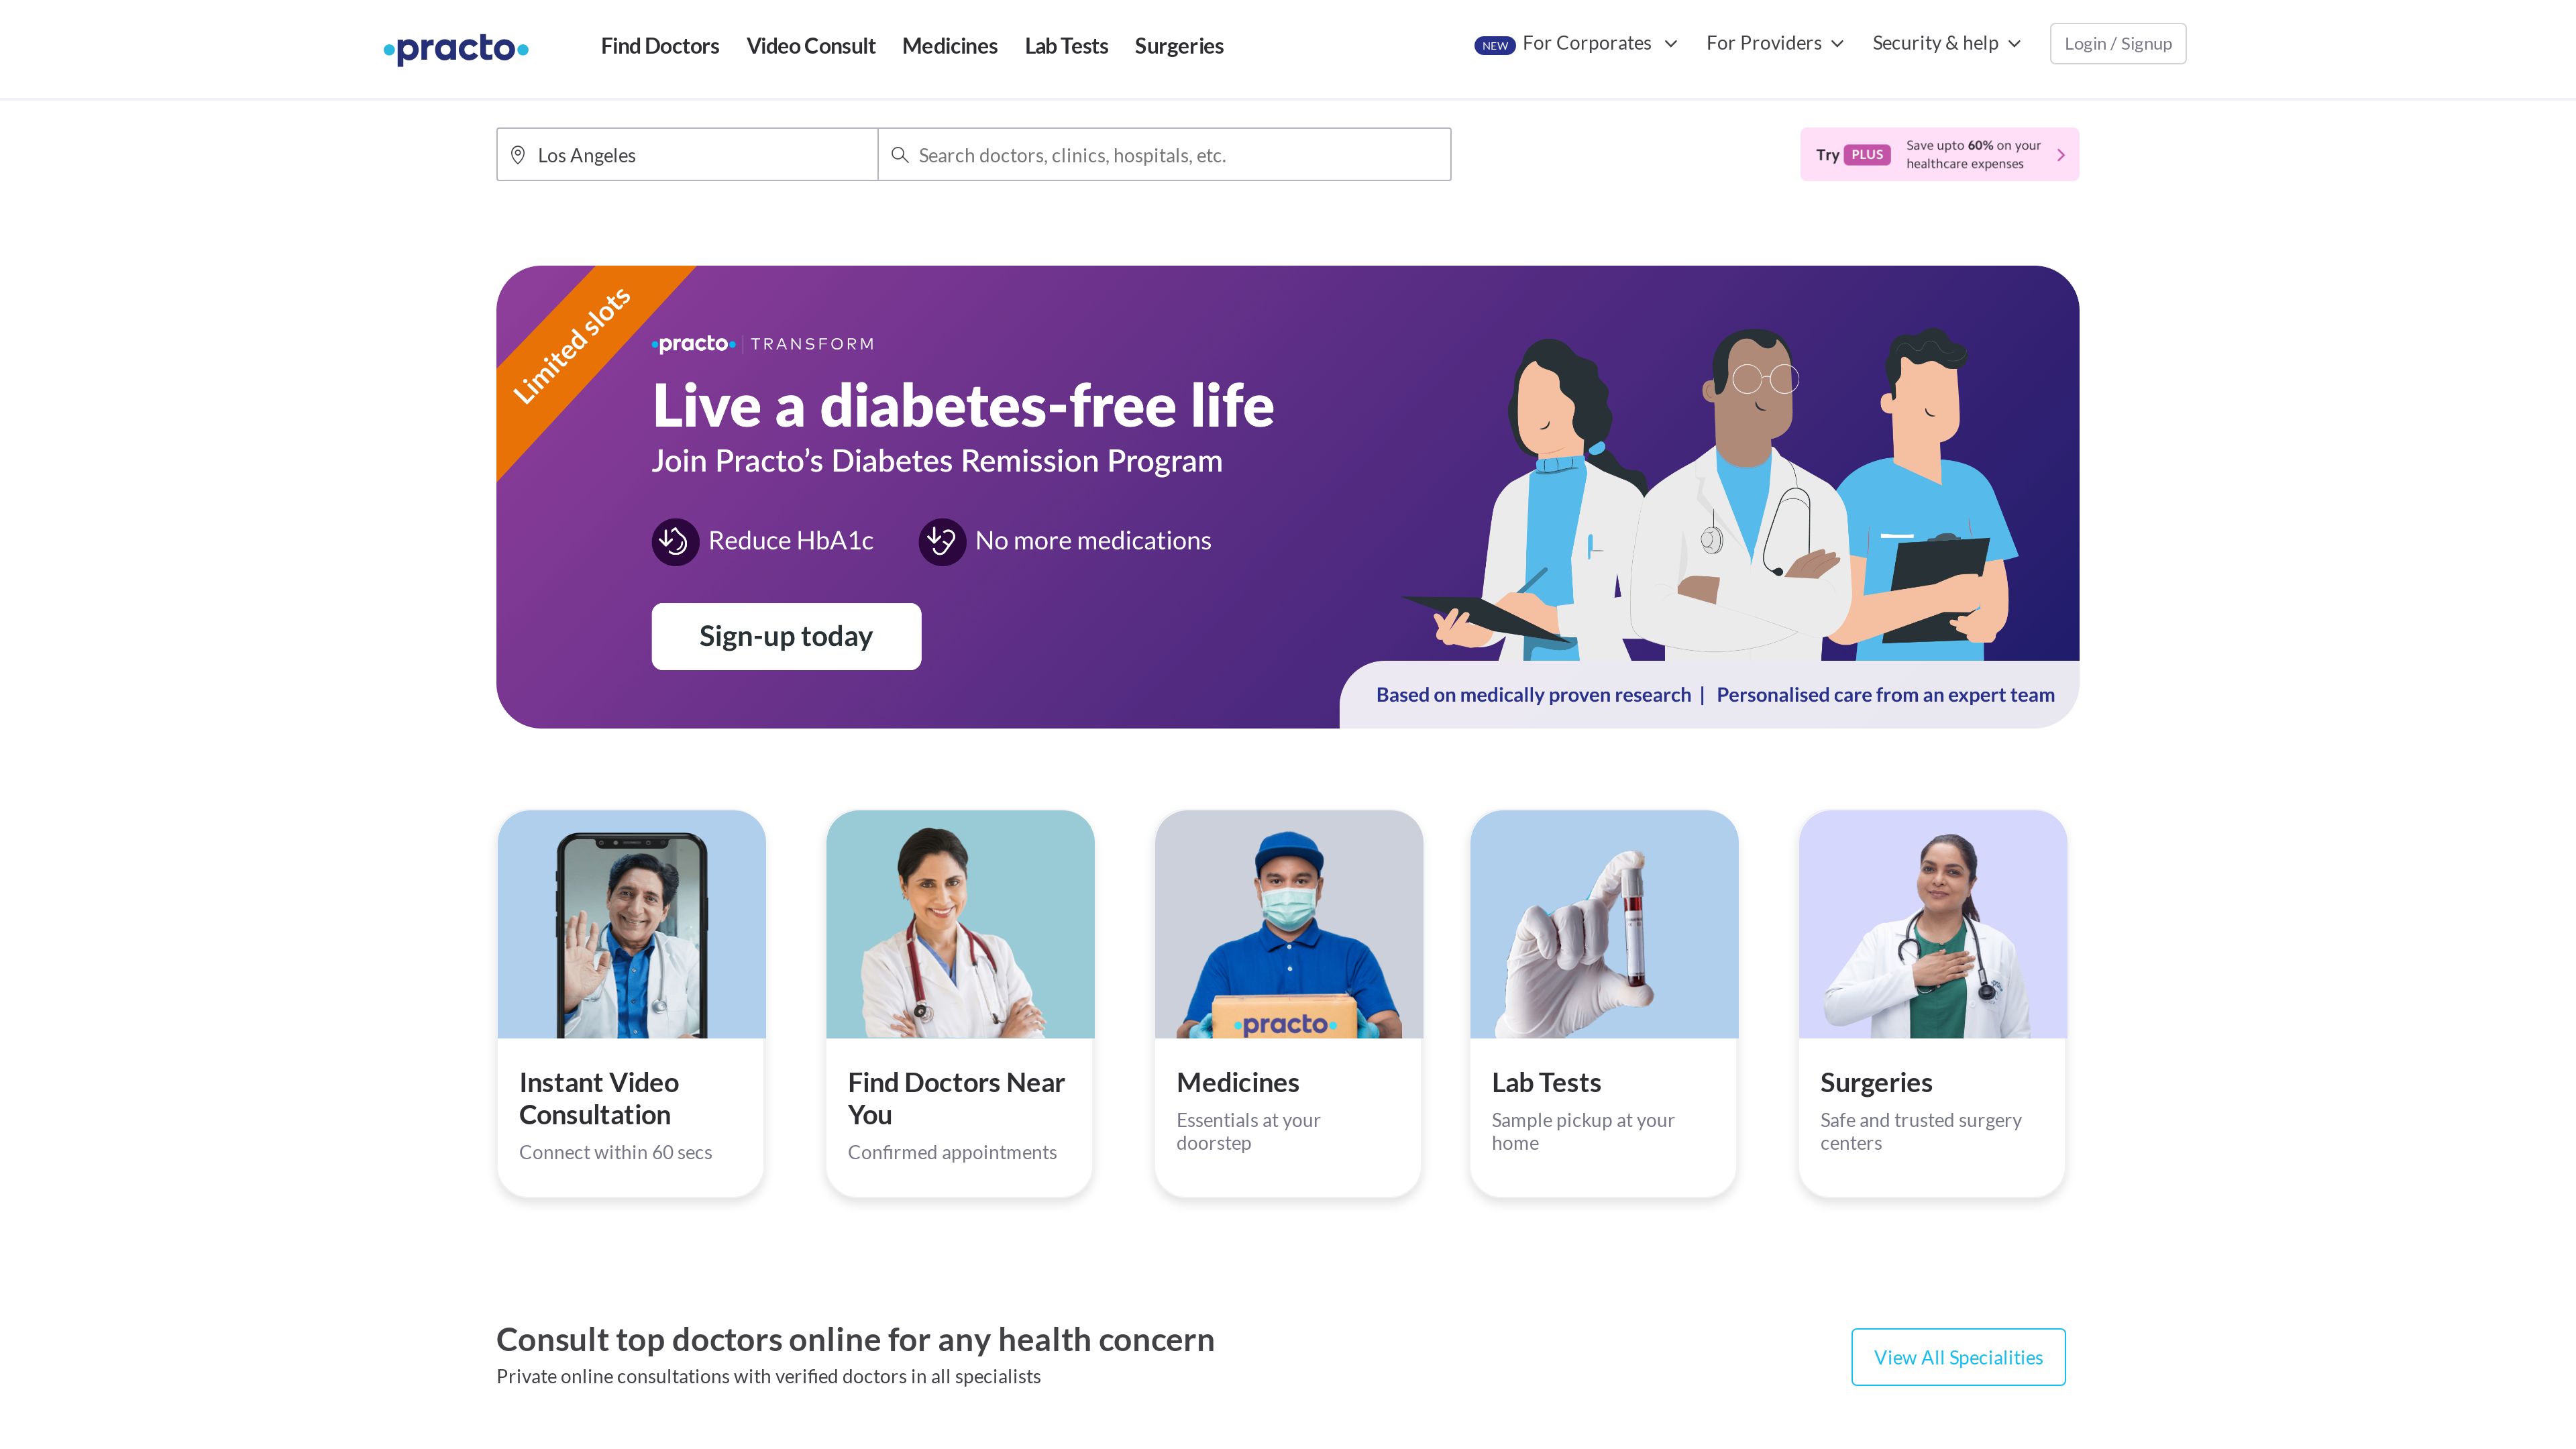 practo
Find Doctors
Video Consult
Medicines
Lab Tests
Surgeries
NEW For Corporates
For Providers
Security & help
Login / Signup
Los Angeles
Search doctors, clinics, hospitals, etc.
Try PLUS
Save upto 60% on your
healthcare expenses
Limited slots
practo TRANSFORM
Live a diabetes-free life
Join Practo’s Diabetes Remission Program
Reduce HbA1c
No more medications
Sign-up today
Based on medically proven research | Personalised care from an expert team
practo
Instant Video
Consultation
Connect within 60 secs
Find Doctors Near
You
Confirmed appointments
Medicines
Essentials at your
doorstep
Lab Tests
Sample pickup at your
home
Surgeries
Safe and trusted surgery
centers
Consult top doctors online for any health concern
Private online consultations with verified doctors in all specialists
View All Specialities